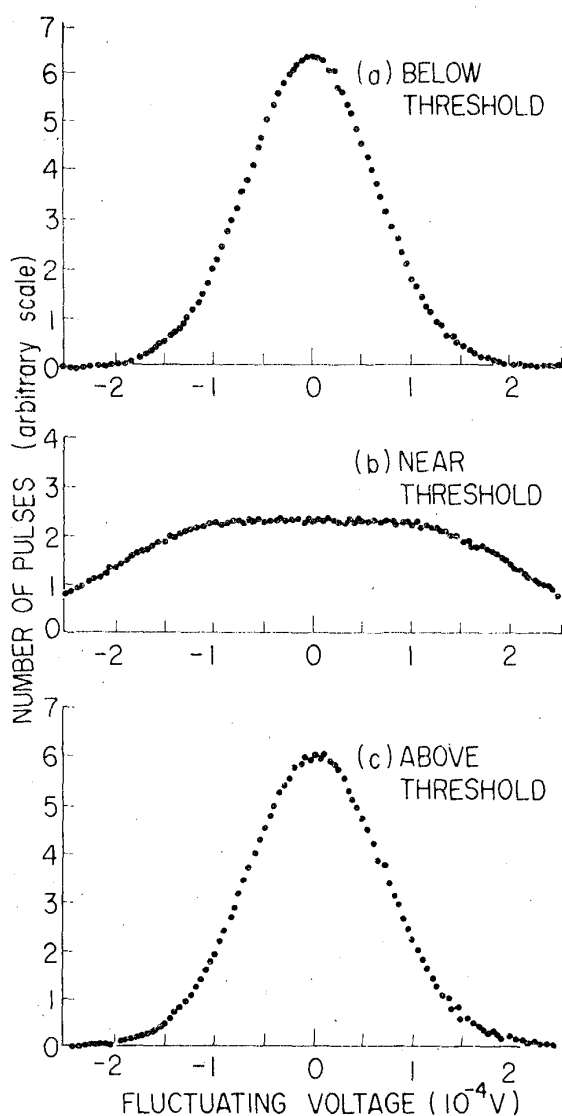 NUMBER OF PULSES (arbitrary scale)
7
6
5
4
3
2
1
0
(a) BELOW
THRESHOLD
-2 -1 0 1 2
4
3
2
1
0
(b) NEAR
THRESHOLD
-2 -1 0 1 2
7
6
5
4
3
2
1
0
(c) ABOVE
THRESHOLD
-2 -1 0 1 2
FLUCTUATING VOLTAGE (10⁻⁴V)